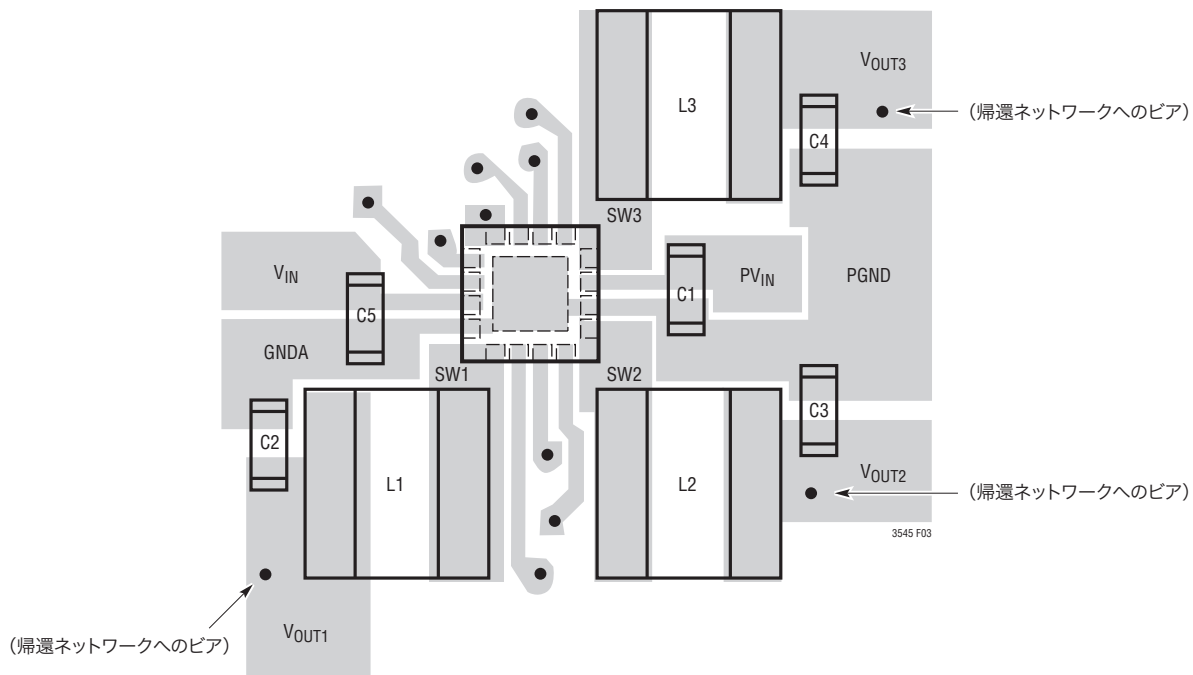 VOUT3
L3
(帰還ネットワークへのビア)
C4
SW3
VIN
C5
C1
PVIN
PGND
GNDA
SW1
SW2
C2
L1
L2
C3
VOUT2
(帰還ネットワークへのビア)
3545 F03
(帰還ネットワークへのビア)
VOUT1